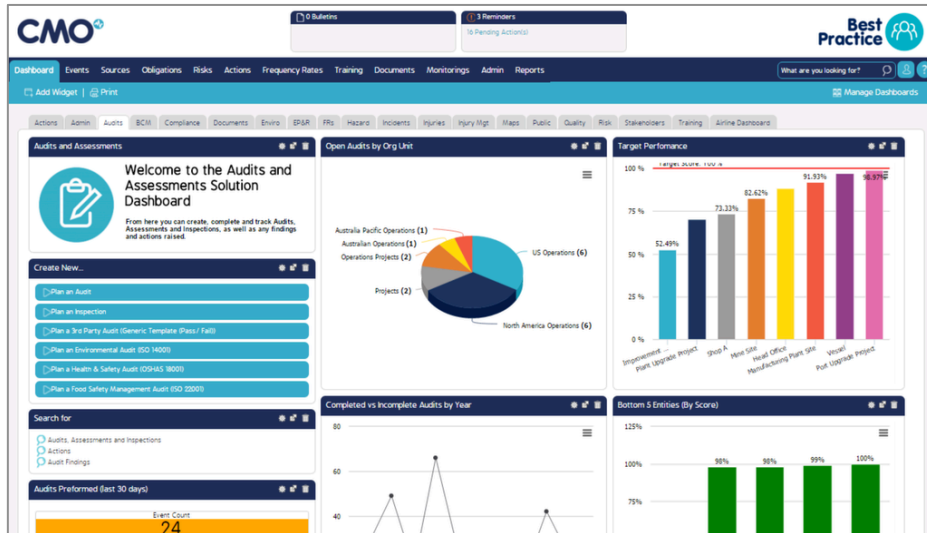 CMO
0 Bulletins
3 Reminders
16 Pending Action(s)
Best
Practice
Dashboard Events Sources Obligations Risks Actions Frequency Rates Training Documents Monitorings Admin Reports
What are you looking for?
?
Add Widget | Print
Manage Dashboards
Actions Admin Audits BCM Compliance Documents Enviro EP&R FRs Hazard Incidents Injuries Injury Mgt Maps Public Quality Risk Stakeholders Training Airline Dashboard
Audits and Assessments
Welcome to the Audits and
Assessments Solution
Dashboard
From here you can create, complete and track Audits,
Assessments and Inspections, as well as any findings
and actions raised.
Create New...
Plan an Audit
Plan an Inspection
Plan a 3rd Party Audit (Generic Template (Pass/ Fail))
Plan an Environmental Audit (ISO 14001)
Plan a Health & Safety Audit (OSHAS 18001)
Plan a Food Safety Management Audit (ISO 22001)
Search for
Audits, Assessments and Inspections
Actions
Audit Findings
Audits Preformed (last 30 days)
Event Count
24
Open Audits by Org Unit
Australia Pacific Operations (1)
Australian Operations (1)
Operations Projects (2)
Projects (2)
US Operations (6)
North America Operations (6)
Completed vs Incomplete Audits by Year
80
60
40
Target Perfomance
Target Score: 100 %
100 %
75 %
50 %
25 %
0 %
52.49%
73.33%
82.62%
91.93%
98.97%
Improvement ...
Plant Upgrade Project
Shop A
Mine Site
Head Office
Manufacturing Plant Site
Vessel
Port Upgrade Project
Bottom 5 Entities (By Score)
125%
100%
75%
98%
98%
99%
100%